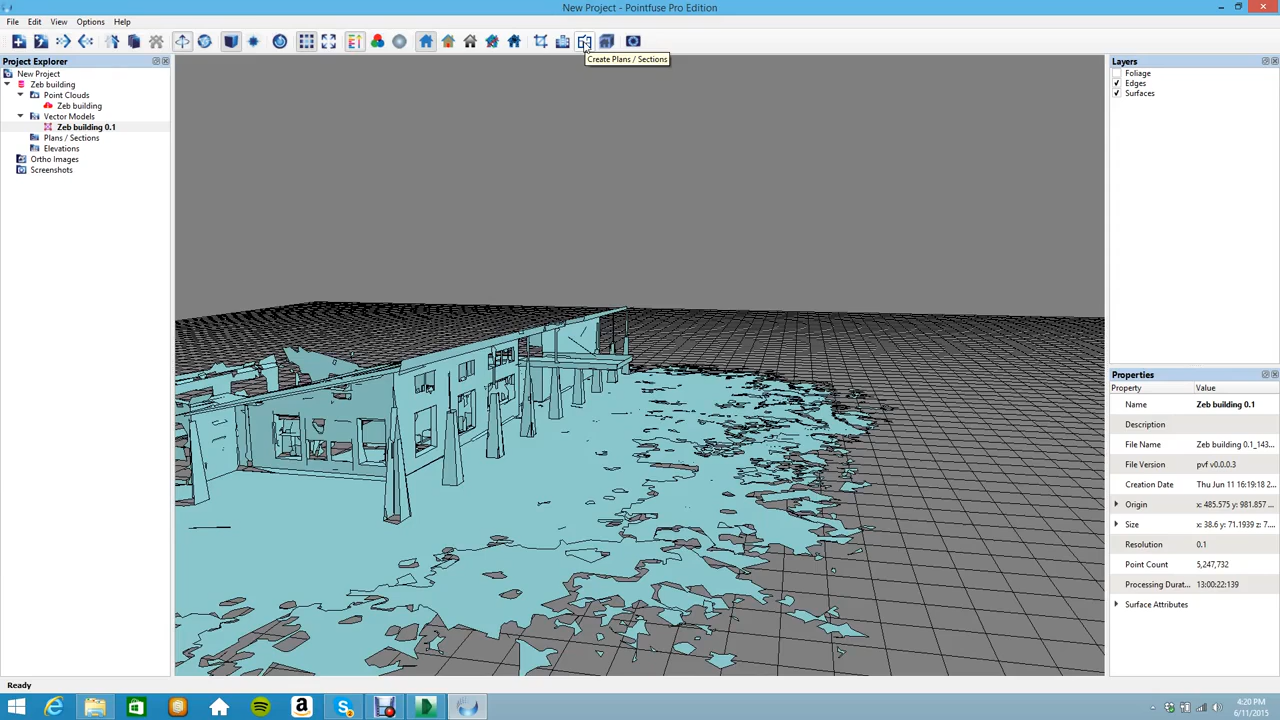 New Project - Pointfuse Pro Edition
File Edit View Options Help
Create Plans / Sections
Project Explorer
New Project
Zeb building
Point Clouds
Zeb building
Vector Models
Zeb building 0.1
Plans / Sections
Elevations
Ortho Images
Screenshots
Layers
Foliage
Edges
Surfaces
Properties
Property Value
Name Zeb building 0.1
Description
File Name Zeb building 0.1_143...
File Version pvf v0.0.0.3
Creation Date Thu Jun 11 16:19:18 2...
Origin x: 485.575 y: 981.857 ...
Size x: 38.6 y: 71.1939 z: 7....
Resolution 0.1
Point Count 5,247,732
Processing Durat... 13:00:22:139
Surface Attributes
Ready
4:20 PM
6/11/2015